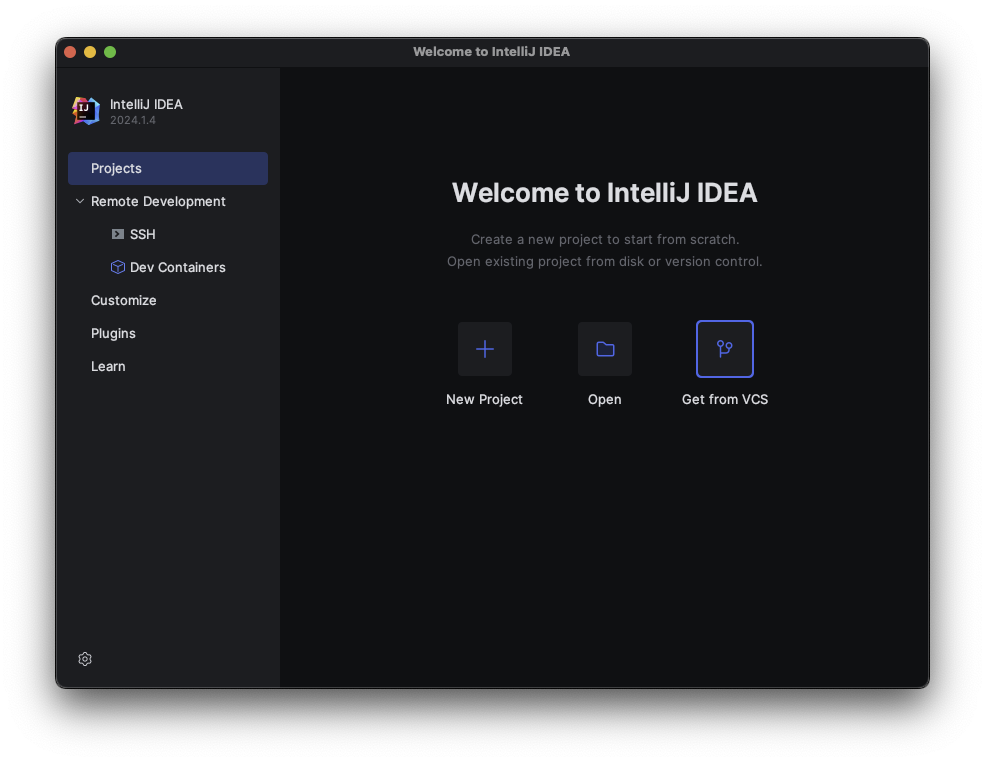 Welcome to IntelliJ IDEA
IJ
IntelliJ IDEA
2024.1.4
Projects
Remote Development
SSH
Dev Containers
Customize
Plugins
Learn
Welcome to IntelliJ IDEA
Create a new project to start from scratch.
Open existing project from disk or version control.
New Project
Open
Get from VCS